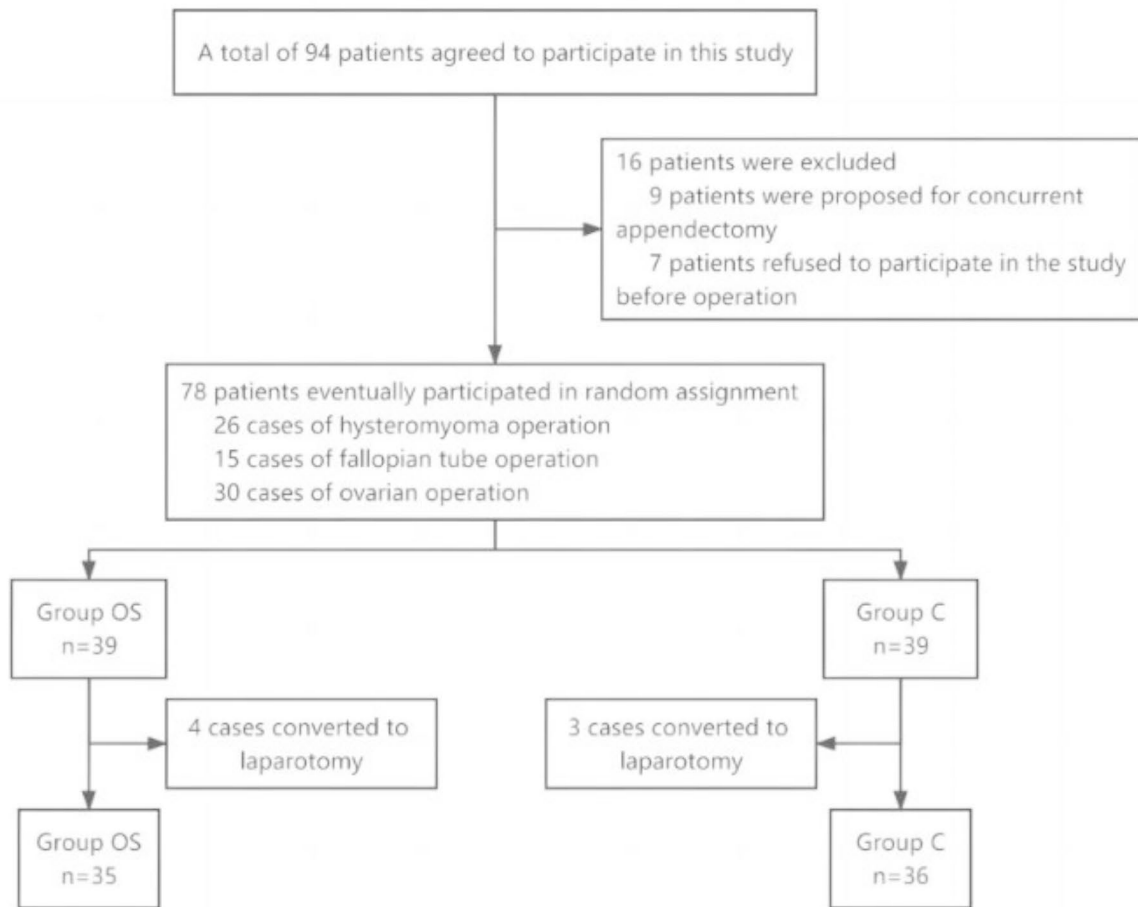 A total of 94 patients agreed to participate in this study
16 patients were excluded
9 patients were proposed for concurrent
appendectomy
7 patients refused to participate in the study
before operation
78 patients eventually participated in random assignment
26 cases of hysteromyoma operation
15 cases of fallopian tube operation
30 cases of ovarian operation
Group OS
n=39
Group C
n=39
4 cases converted to
laparotomy
3 cases converted to
laparotomy
Group OS
n=35
Group C
n=36